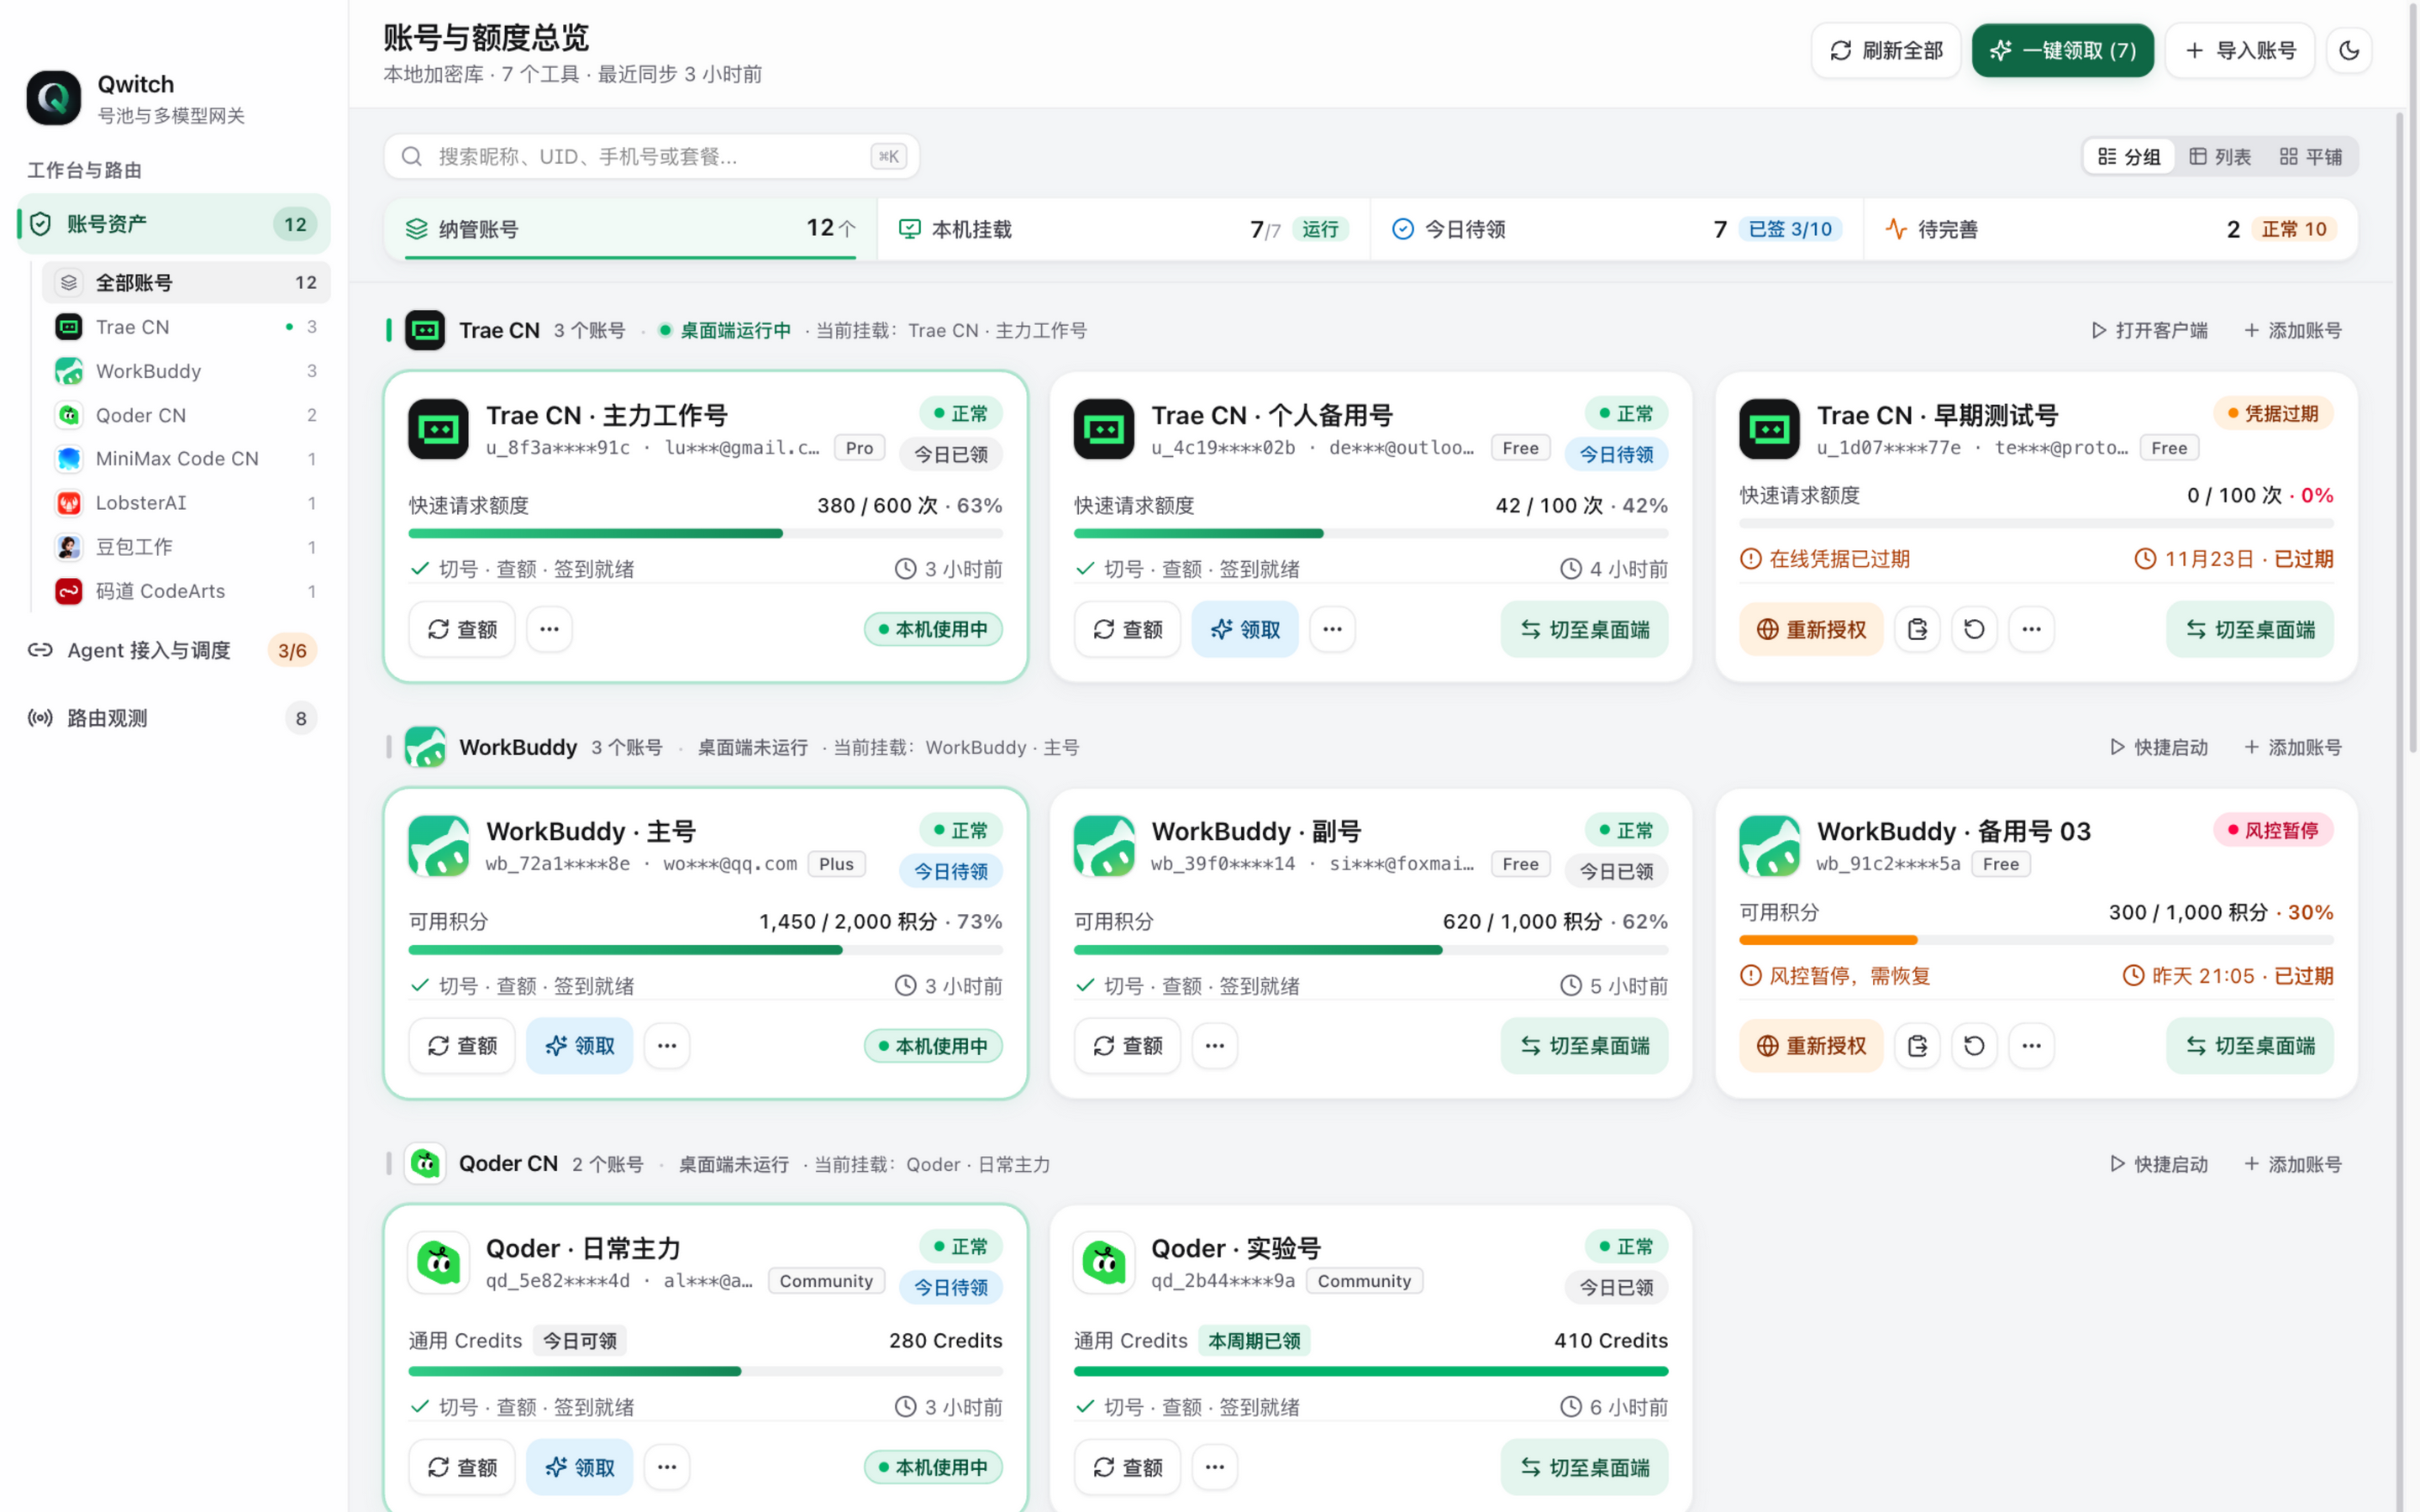 Qwitch
号池与多模型网关
工作台与路由
账号资产 12
全部账号 12
Trae CN 3
WorkBuddy 3
Qoder CN 2
MiniMax Code CN 1
LobsterAI 1
豆包工作 1
码道 CodeArts 1
Agent 接入与调度 3/6
路由观测 8
账号与额度总览
本地加密库 · 7 个工具 · 最近同步 3 小时前
刷新全部 一键领取 (7) + 导入账号
搜索昵称、UID、手机号或套餐... ⌘K
分组 列表 平铺
纳管账号 12 个 本机挂载 7/7 运行 今日待领 7 已签 3/10 待完善 2 正常 10
Trae CN 3 个账号 · 桌面端运行中 · 当前挂载: Trae CN · 主力工作号 打开客户端 + 添加账号
Trae CN · 主力工作号 正常
u_8f3a****91c · lu***@gmail.c... Pro 今日已领
快速请求额度 380 / 600 次 · 63%
切号 · 查额 · 签到就绪 3 小时前
查额 ··· 本机使用中
Trae CN · 个人备用号 正常
u_4c19****02b · de***@outloo... Free 今日待领
快速请求额度 42 / 100 次 · 42%
切号 · 查额 · 签到就绪 4 小时前
查额 领取 ··· 切至桌面端
Trae CN · 早期测试号 凭据过期
u_1d07****77e · te***@proto... Free
快速请求额度 0 / 100 次 · 0%
在线凭据已过期 11月23日 · 已过期
重新授权 ··· 切至桌面端
WorkBuddy 3 个账号 · 桌面端未运行 · 当前挂载: WorkBuddy · 主号 快捷启动 + 添加账号
WorkBuddy · 主号 正常
wb_72a1****8e · wo***@qq.com Plus 今日待领
可用积分 1,450 / 2,000 积分 · 73%
切号 · 查额 · 签到就绪 3 小时前
查额 领取 ··· 本机使用中
WorkBuddy · 副号 正常
wb_39f0****14 · si***@foxmai... Free 今日已领
可用积分 620 / 1,000 积分 · 62%
切号 · 查额 · 签到就绪 5 小时前
查额 ··· 切至桌面端
WorkBuddy · 备用号 03 风控暂停
wb_91c2****5a Free
可用积分 300 / 1,000 积分 · 30%
风控暂停，需恢复 昨天 21:05 · 已过期
重新授权 ··· 切至桌面端
Qoder CN 2 个账号 · 桌面端未运行 · 当前挂载: Qoder · 日常主力 快捷启动 + 添加账号
Qoder · 日常主力 正常
qd_5e82****4d · al***@a... Community 今日待领
通用 Credits 今日可领 280 Credits
切号 · 查额 · 签到就绪 3 小时前
查额 领取 ··· 本机使用中
Qoder · 实验号 正常
qd_2b44****9a Community 今日已领
通用 Credits 本周期已领 410 Credits
切号 · 查额 · 签到就绪 6 小时前
查额 ··· 切至桌面端